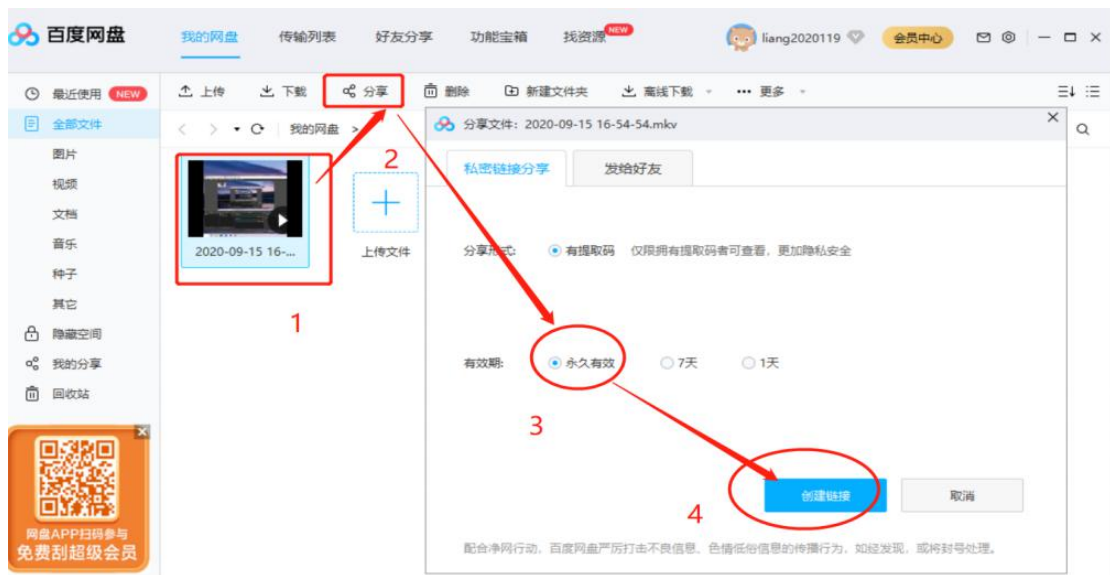 百度网盘
我的网盘 传输列表 好友分享 功能宝箱 找资源 NEW
liang2020119 会员中心
最近使用 NEW
全部文件
图片
视频
文档
音乐
种子
其它
隐藏空间
我的分享
回收站
网盘APP扫码参与
免费刮超级会员
上传 下载 分享 删除 新建文件夹 离线下载 更多
我的网盘 >
2020-09-15 16-...
上传文件
1
2
分享文件: 2020-09-15 16-54-54.mkv
私密链接分享 发给好友
分享形式: 有提取码 仅限拥有提取码者可查看，更加隐私安全
有效期: 永久有效 7天 1天
3
创建链接 取消
4
配合净网行动，百度网盘严厉打击不良信息、色情低俗信息的传播行为，如经发现，或将封号处理。